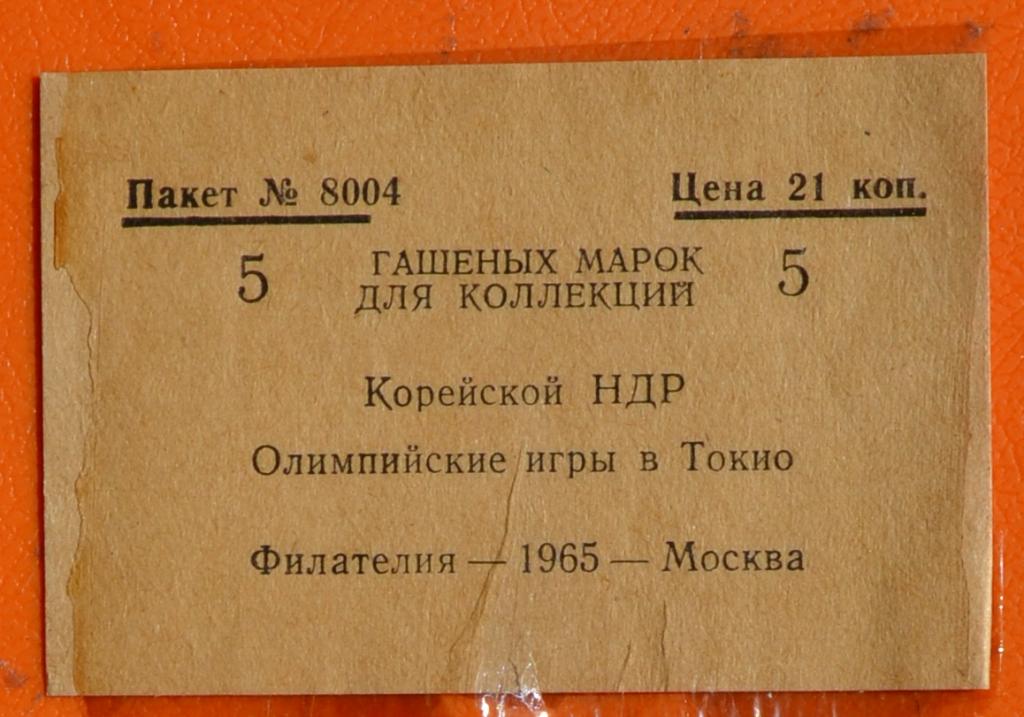 Пакет № 8004 Цена 21 коп.
5 ГАШЕНЫХ МАРОК 5
ДЛЯ КОЛЛЕКЦИЙ
Корейской НДР
Олимпийские игры в Токио
Филателия — 1965 — Москва